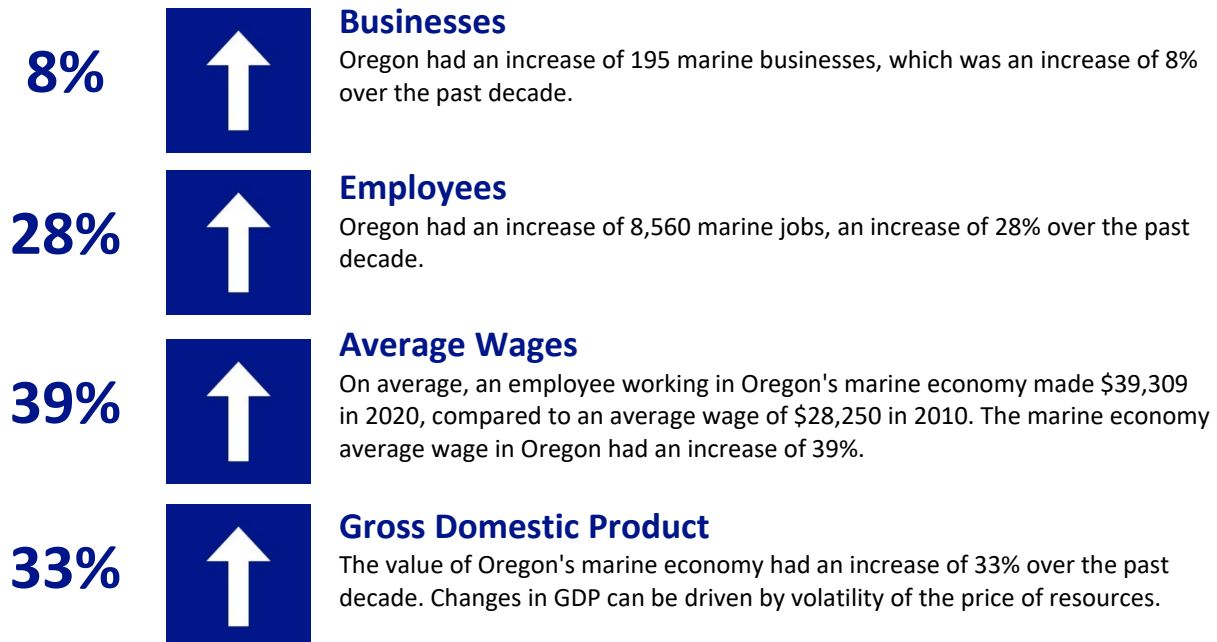 8%
Businesses
Oregon had an increase of 195 marine businesses, which was an increase of 8%
over the past decade.
28%
Employees
Oregon had an increase of 8,560 marine jobs, an increase of 28% over the past
decade.
39%
Average Wages
On average, an employee working in Oregon's marine economy made $39,309
in 2020, compared to an average wage of $28,250 in 2010. The marine economy
average wage in Oregon had an increase of 39%.
33%
Gross Domestic Product
The value of Oregon's marine economy had an increase of 33% over the past
decade. Changes in GDP can be driven by volatility of the price of resources.